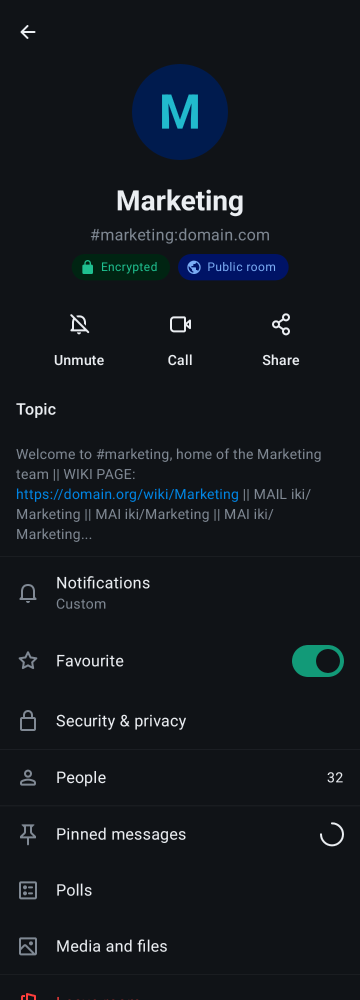 M
Marketing
#marketing:domain.com
Encrypted
Public room
Unmute
Call
Share
Topic
Welcome to #marketing, home of the Marketing
team || WIKI PAGE:
https://domain.org/wiki/Marketing || MAIL iki/
Marketing || MAI iki/Marketing || MAI iki/
Marketing...
Notifications
Custom
Favourite
Security & privacy
People
32
Pinned messages
Polls
Media and files